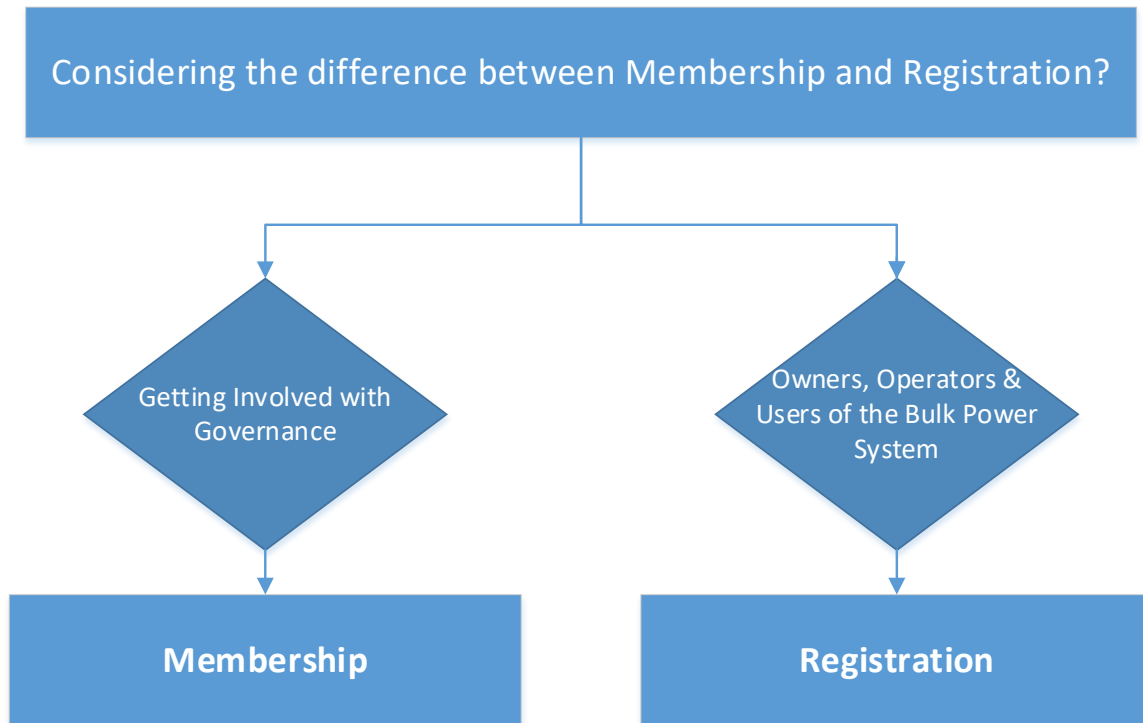 Considering the difference between Membership and Registration?
Getting Involved with
Governance
Owners, Operators &
Users of the Bulk Power
System
Membership
Registration